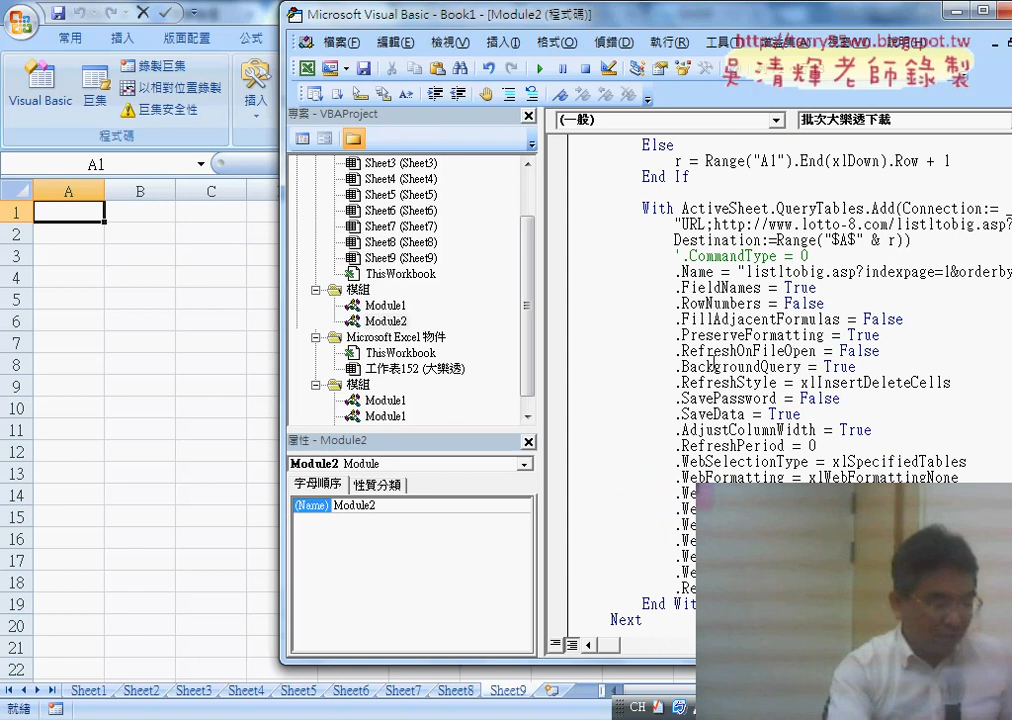 Microsoft Visual Basic - Book1 - [Module2 (程式碼)]
常用 插入 版面配置 公式
檔案(F) 編輯(E) 檢視(V) 插入(I) 格式(O) 偵錯(D) 執行(R)
http://terry55wo.blogspot.tw
吳清輝老師錄製
Visual Basic 巨集 錄製巨集
以相對位置錄製
巨集安全性
插入
程式碼
A1
專案 - VBAProject
(一般) 批次大樂透下載
A B C
1
2
3
4
5
6
7
8
9
10
11
12
13
14
15
16
17
18
19
20
21
22
Sheet3 (Sheet3)
Sheet4 (Sheet4)
Sheet5 (Sheet5)
Sheet6 (Sheet6)
Sheet7 (Sheet7)
Sheet8 (Sheet8)
Sheet9 (Sheet9)
ThisWorkbook
模組
Module1
Module2
Microsoft Excel 物件
ThisWorkbook
工作表152 (大樂透)
模組
Module1
Module1
屬性 - Module2
Module2 Module
字母順序 性質分類
(Name) Module2
Else
r = Range("A1").End(xlDown).Row + 1
End If
With ActiveSheet.QueryTables.Add(Connection:= _
"URL;http://www.lotto-8.com/listltobig.asp?
Destination:=Range("$A$" & r))
'.CommandType = 0
.Name = "listltobig.asp?indexpage=1&orderby
.FieldNames = True
.RowNumbers = False
.FillAdjacentFormulas = False
.PreserveFormatting = True
.RefreshOnFileOpen = False
.BackgroundQuery = True
.RefreshStyle = xlInsertDeleteCells
.SavePassword = False
.SaveData = True
.AdjustColumnWidth = True
.RefreshPeriod = 0
.WebSelectionType = xlSpecifiedTables
.WebFormatting = xlWebFormattingNone
.We
.We
.We
.We
.We
.We
.Re
End Wit
Next
Sheet1 Sheet2 Sheet3 Sheet4 Sheet5 Sheet6 Sheet7 Sheet8 Sheet9
就緒
CH